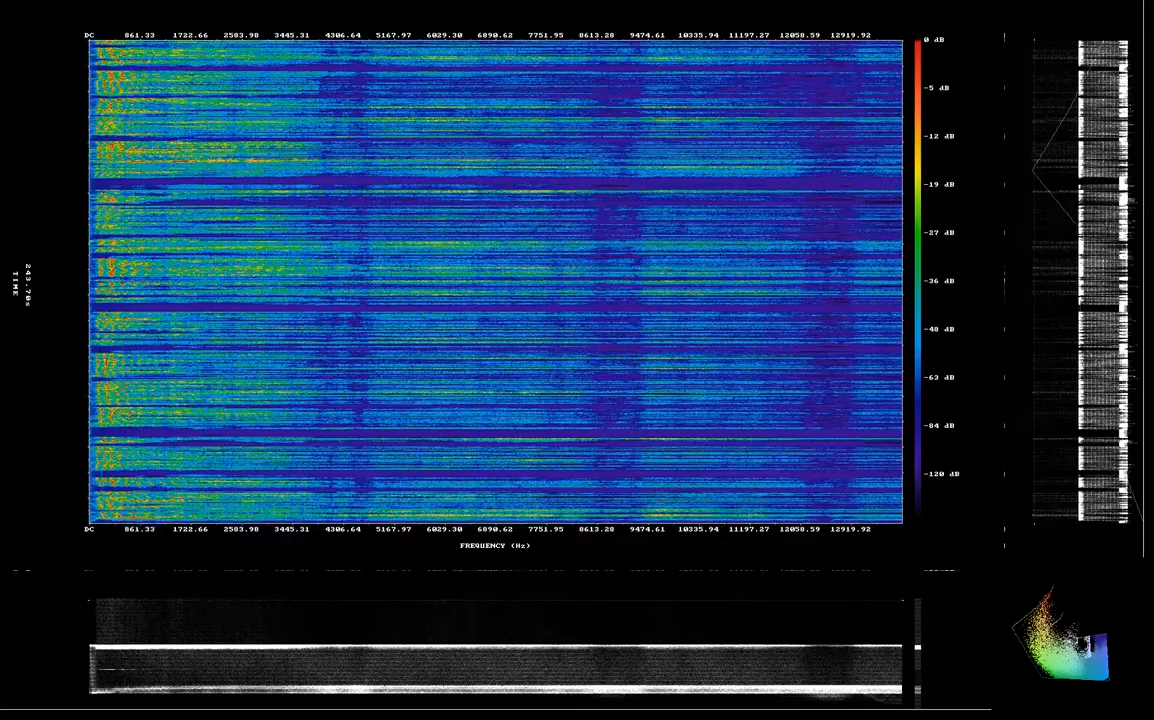 DC 861.33 1722.66 2583.98 3445.31 4306.64 5167.97 6029.30 6890.62 7751.95 8613.28 9474.61 10335.94 11197.27 12058.59 12919.92
0 dB
-5 dB
-12 dB
-19 dB
-27 dB
-36 dB
-48 dB
-63 dB
-84 dB
-120 dB
243.70s
TIME
DC 861.33 1722.66 2583.98 3445.31 4306.64 5167.97 6029.30 6890.62 7751.95 8613.28 9474.61 10335.94 11197.27 12058.59 12919.92
FREQUENCY (Hz)